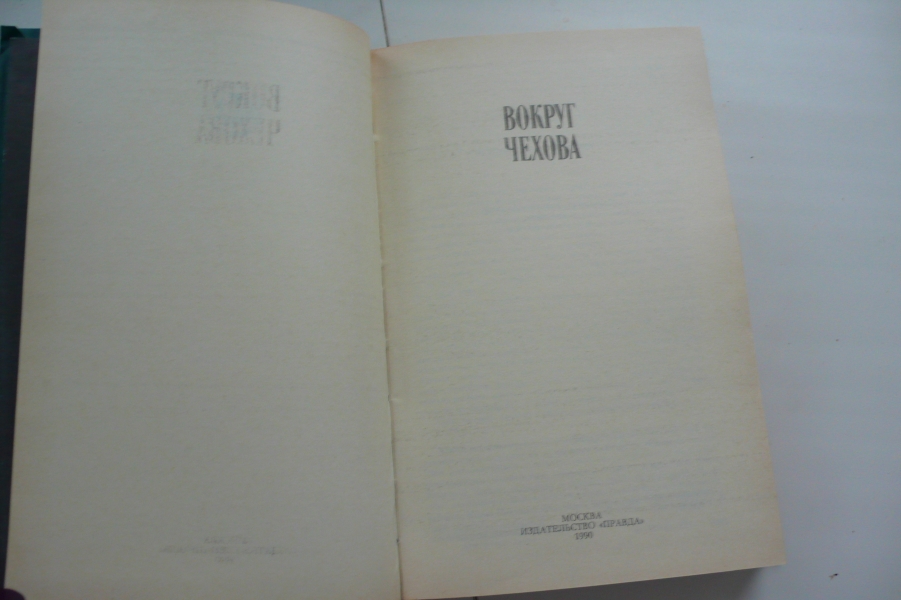 ВОКРУГ
ЧЕХОВА
МОСКВА
ИЗДАТЕЛЬСТВО «ПРАВДА»
1990